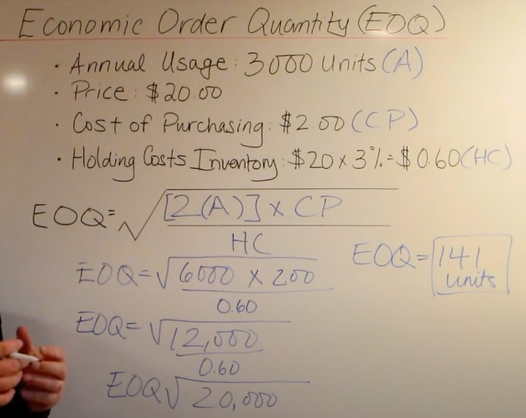 Economic Order Quantity (EOQ)
· Annual Usage: 3000 Units (A)
· Price: $20.00
· Cost of Purchasing: $2.00 (CP)
· Holding Costs Inventory: $20 x 3% = $0.60 (HC)
EOQ = √[2(A)] x CP
HC
EOQ = √6000 x 200
0.60
EOQ = 141 units
EOQ = √12,000
0.60
EOQ √20,000